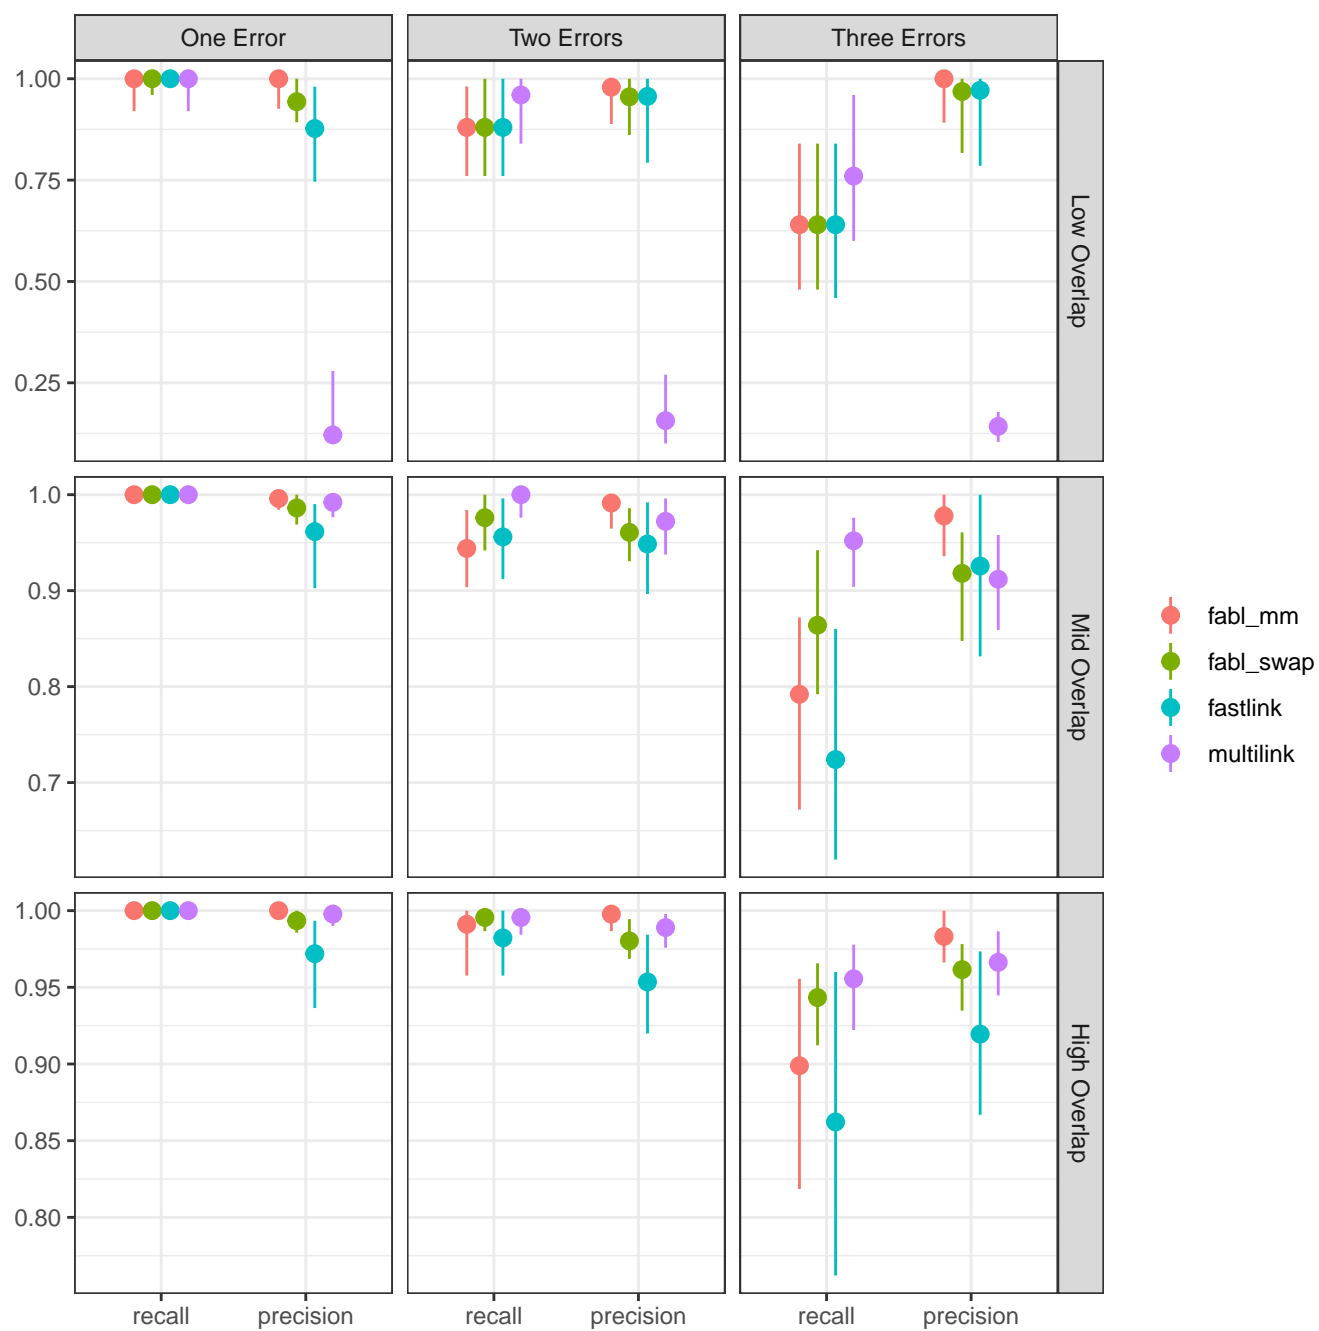 One Error
Two Errors
Three Errors
1.00
0.75
0.50
0.25
Low Overlap
1.0
0.9
0.8
0.7
Mid Overlap
1.00
0.95
0.90
0.85
0.80
High Overlap
recall
precision
recall
precision
recall
precision
fabl_mm
fabl_swap
fastlink
multilink